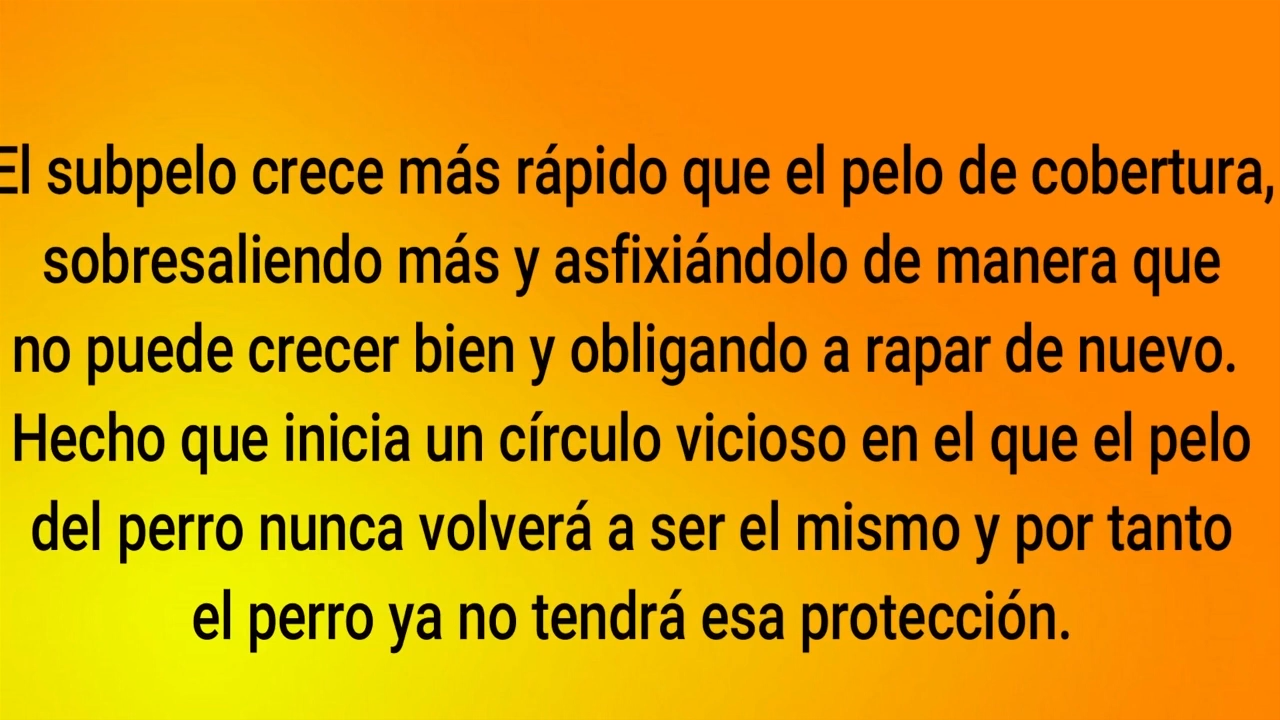 El subpelo crece más rápido que el pelo de cobertura,
sobresaliendo más y asfixiándolo de manera que
no puede crecer bien y obligando a rapar de nuevo.
Hecho que inicia un círculo vicioso en el que el pelo
del perro nunca volverá a ser el mismo y por tanto
el perro ya no tendrá esa protección.